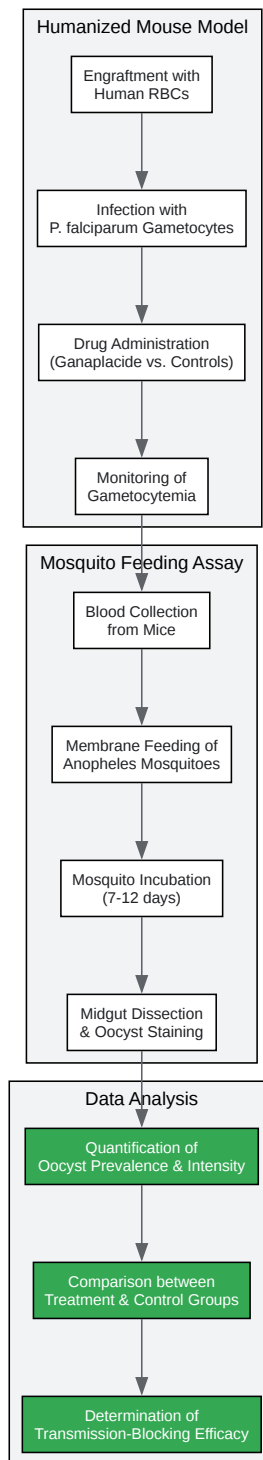 Humanized Mouse Model
Engraftment with
Human RBCs
Infection with
P. falciparum Gametocytes
Drug Administration
(Ganaplacide vs. Controls)
Monitoring of
Gametocytemia
Mosquito Feeding Assay
Blood Collection
from Mice
Membrane Feeding of
Anopheles Mosquitoes
Mosquito Incubation
(7-12 days)
Midgut Dissection
& Oocyst Staining
Data Analysis
Quantification of
Oocyst Prevalence & Intensity
Comparison between
Treatment & Control Groups
Determination of
Transmission-Blocking Efficacy